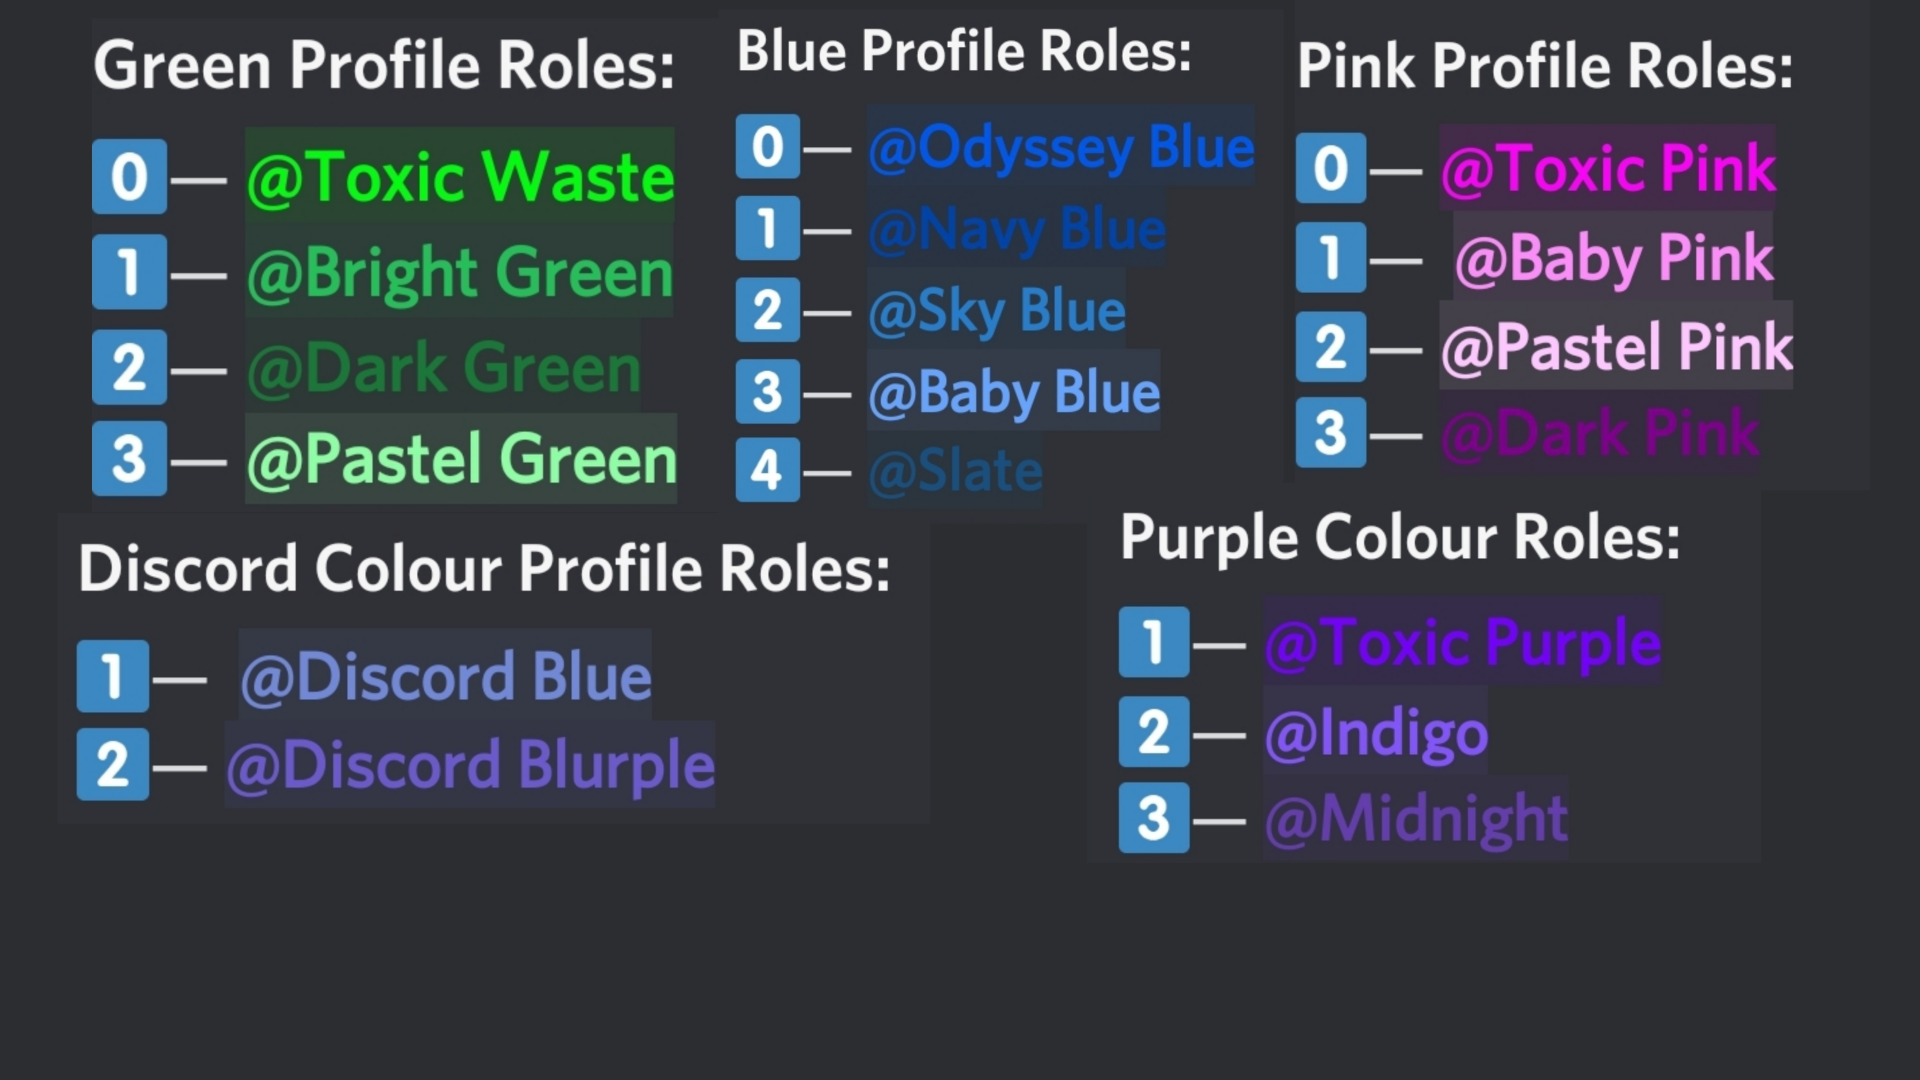 Green Profile Roles:
0 — @Toxic Waste
1 — @Bright Green
2 — @Dark Green
3 — @Pastel Green
Blue Profile Roles:
0 — @Odyssey Blue
1 — @Navy Blue
2 — @Sky Blue
3 — @Baby Blue
4 — @Slate
Pink Profile Roles:
0 — @Toxic Pink
1 — @Baby Pink
2 — @Pastel Pink
3 — @Dark Pink
Discord Colour Profile Roles:
1 — @Discord Blue
2 — @Discord Blurple
Purple Colour Roles:
1 — @Toxic Purple
2 — @Indigo
3 — @Midnight